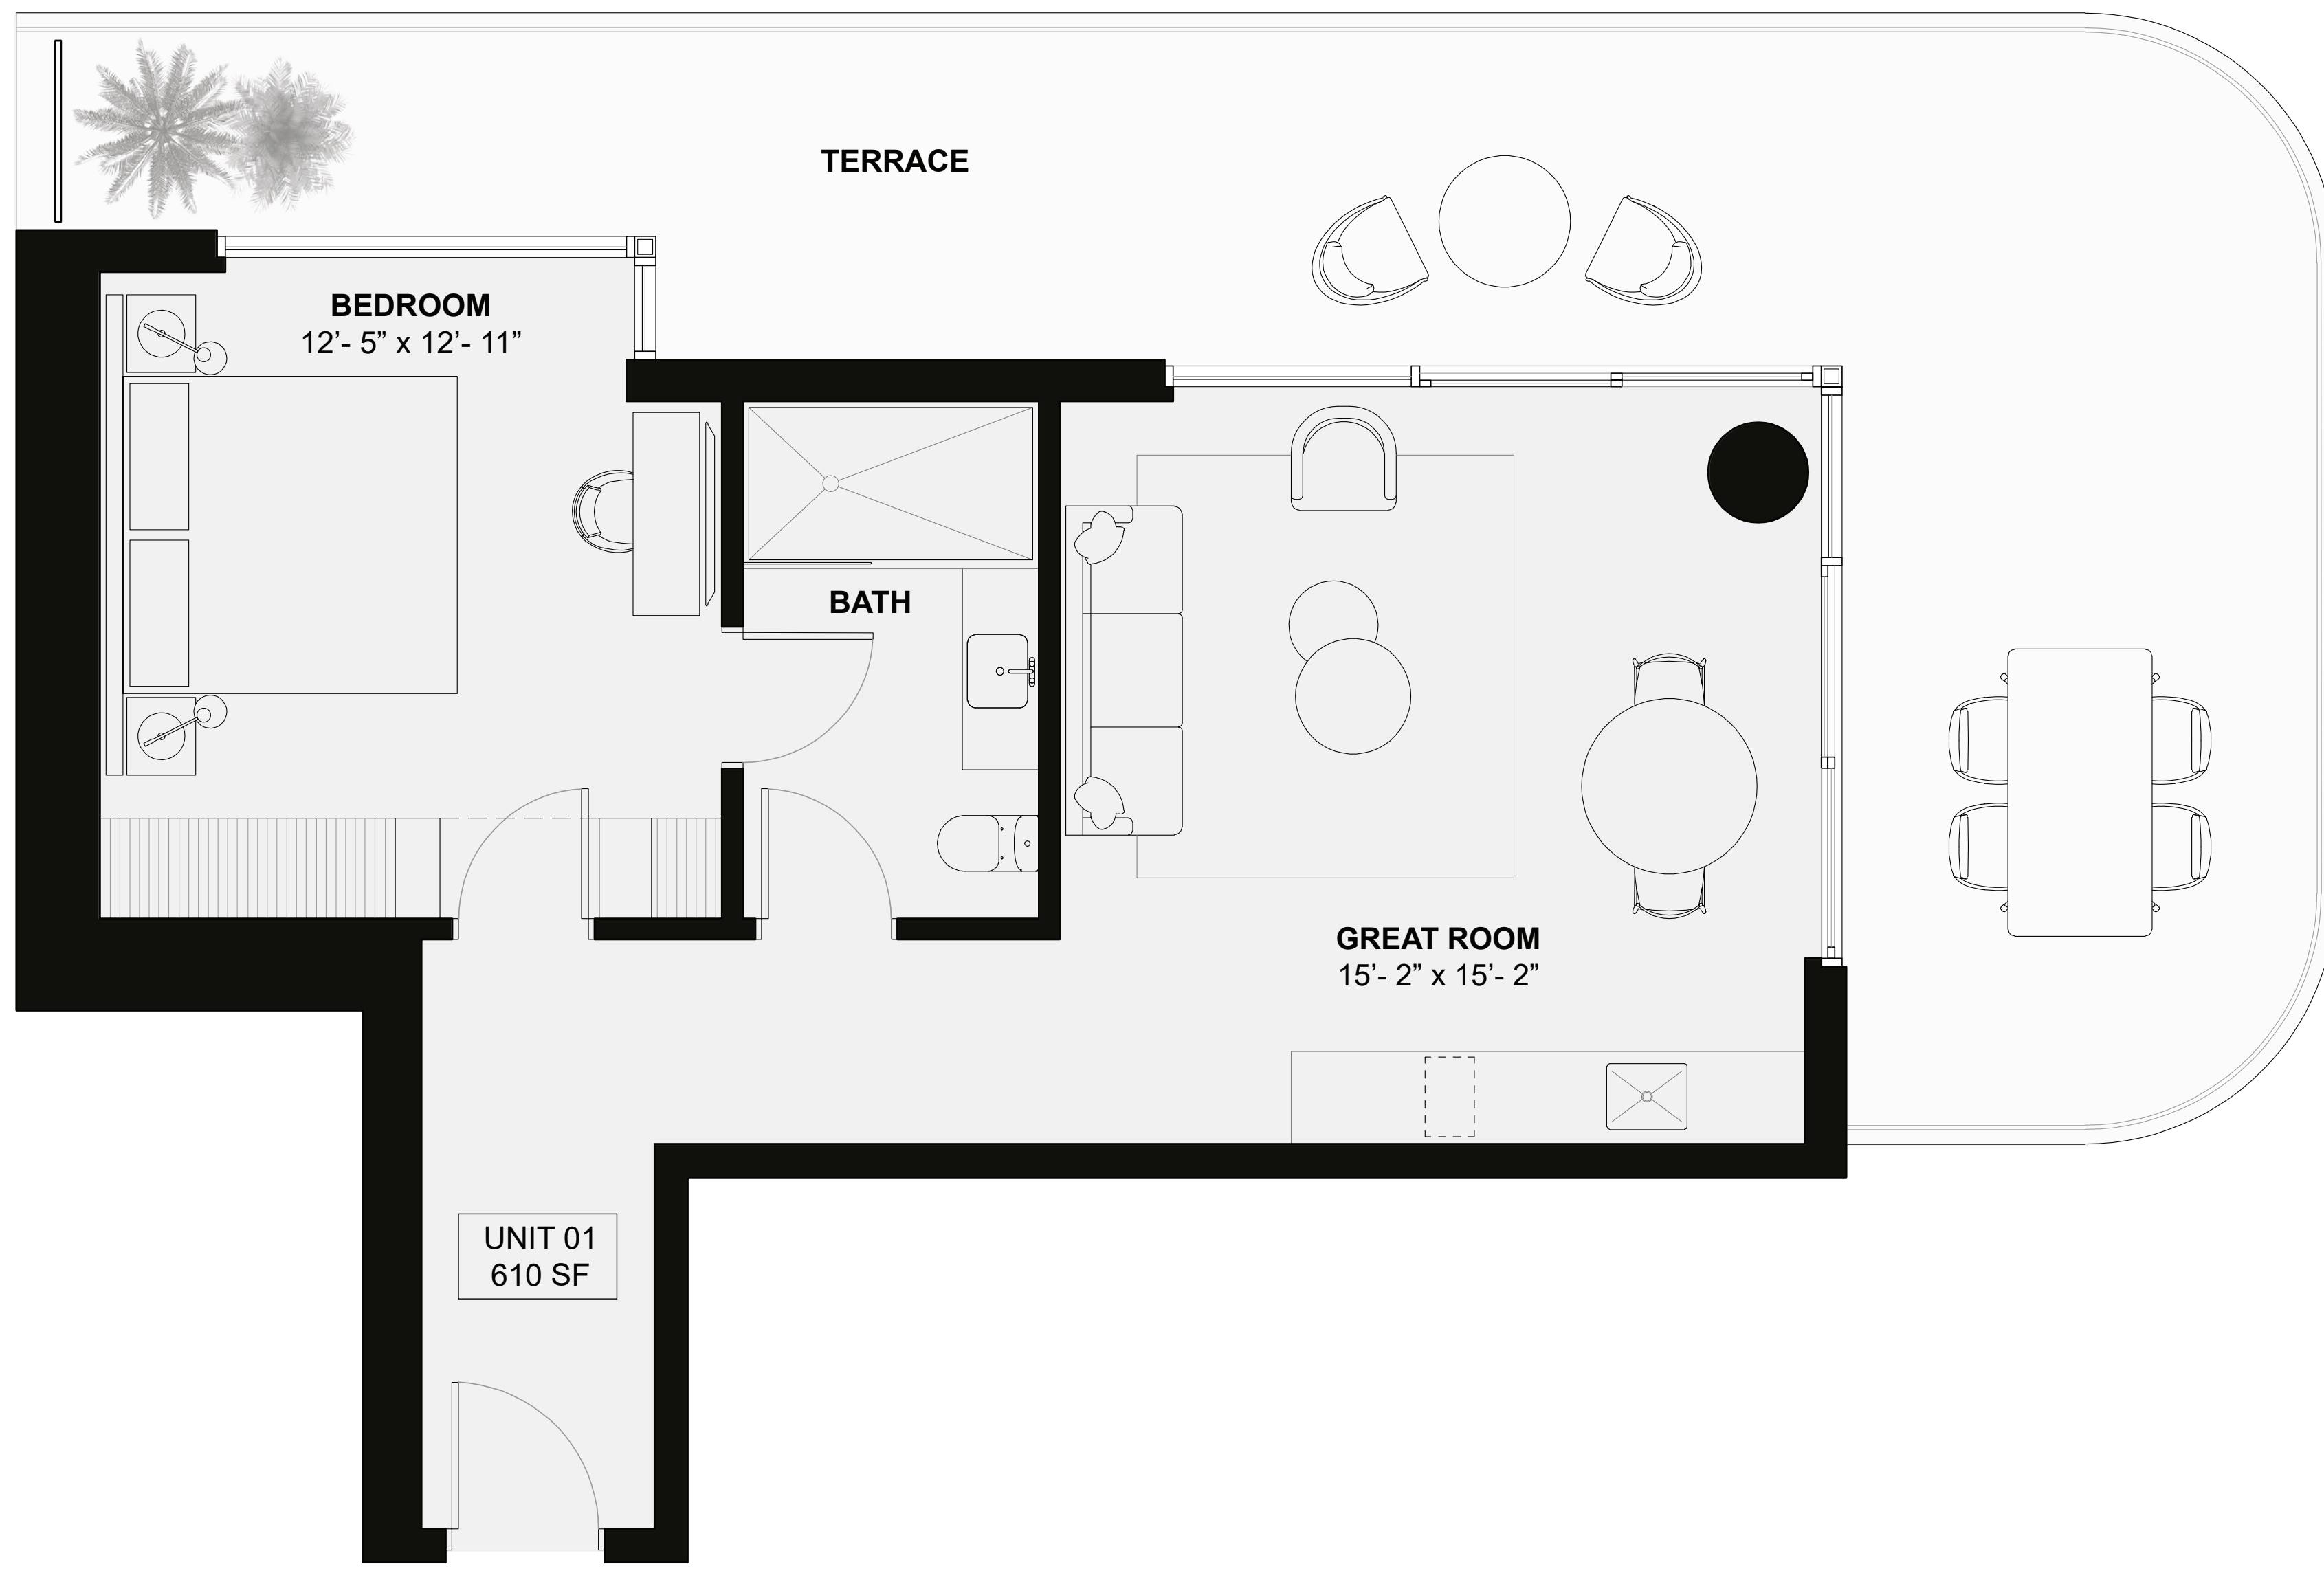 TERRACE
BEDROOM
12’- 5” x 12’- 11”
BATH
GREAT ROOM
15’- 2” x 15’- 2”
UNIT 01
610 SF